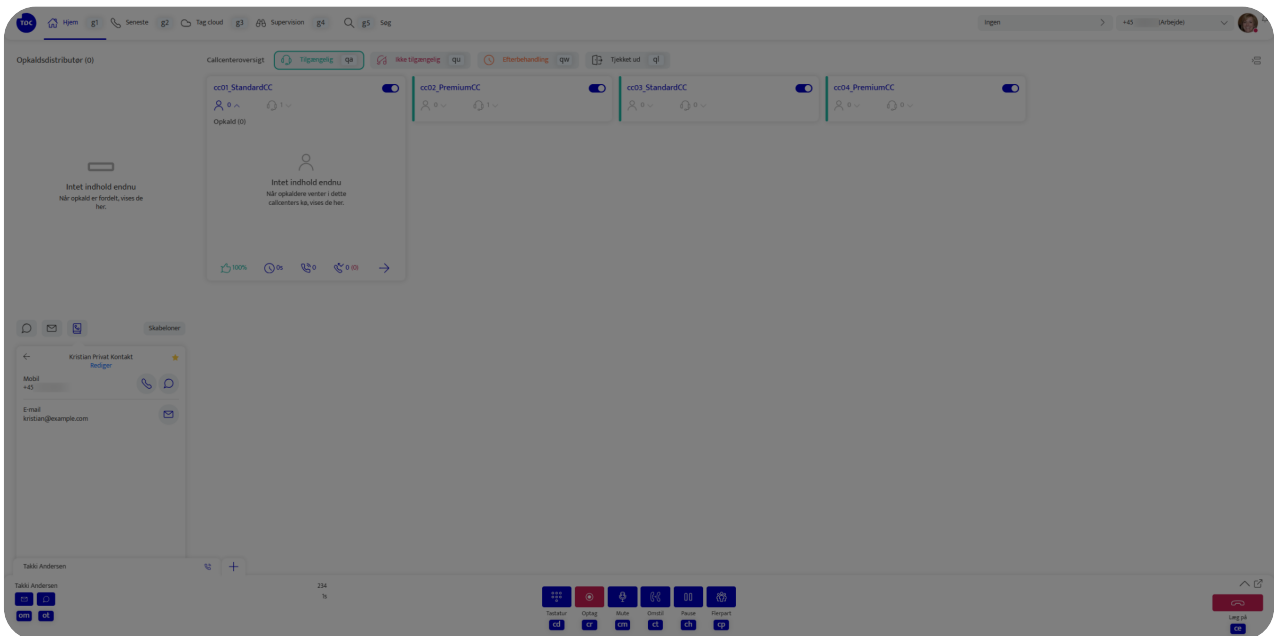 TOC Hjem g1 Seneste g2 Tag cloud g3 Supervision g4 g5 Søg Ingen +45 (Arbejde)
Opkaldsdistributør (0) Callcenteroversigt Tilgængelig qa Ikke tilgængelig qu Efterbehandling qw Tjekket ud ql
cc01_StandardCC cc02_PremiumCC cc03_StandardCC cc04_PremiumCC
0 1 0 1 0 0 0 0
Opkald (0)
Intet indhold endnu
Når opkald er fordelt, vises de
her.
Intet indhold endnu
Når opkaldere venter i dette
callcenters kø, vises de her.
100% 0s 0 0 (0)
Skabeloner
Kristian Privat Kontakt
Rediger
Mobil
+45
E-mail
kristian@example.com
Takki Andersen
Takki Andersen 234
1s
om ot
Tastatur Optag Mute Omstil Pause Flerpart Læg på
cd cr cm ct ch cp ce